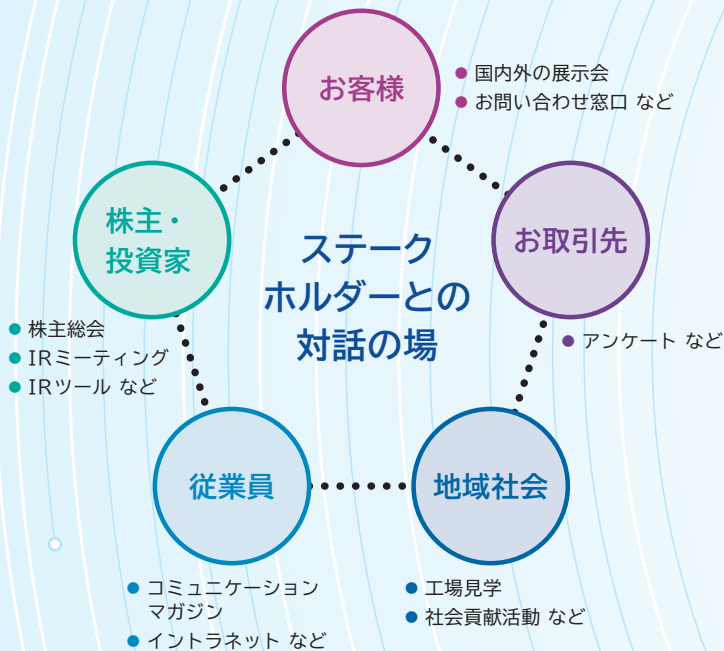 お客様
● 国内外の展示会
● お問い合わせ窓口 など
株主・
投資家
お取引先
ステーク
ホルダーとの
対話の場
● 株主総会
● IRミーティング
● IRツール など
● アンケート など
従業員
地域社会
● コミュニケーション
マガジン
● イントラネット など
● 工場見学
● 社会貢献活動 など